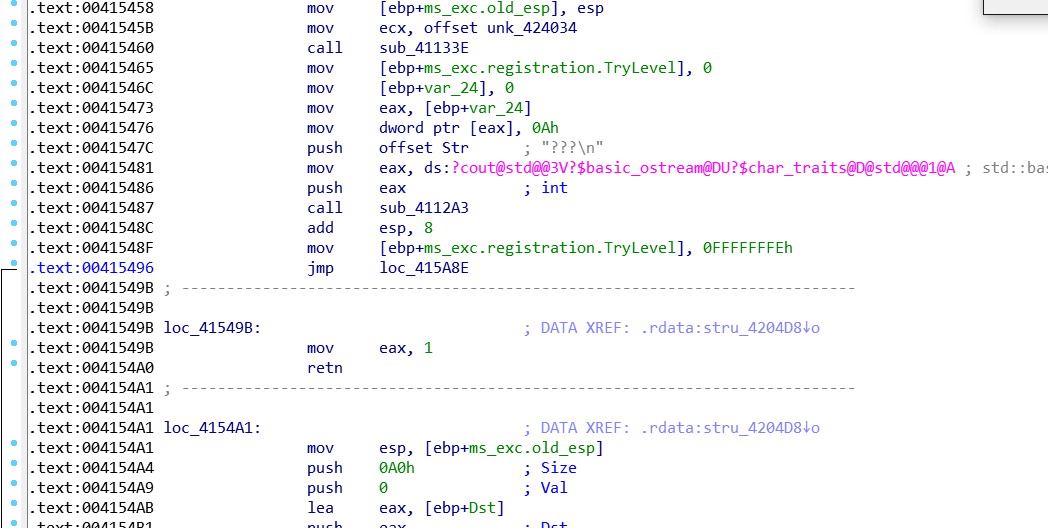 .text:00415458 mov [ebp+ms_exc.old_esp], esp
.text:0041545B mov ecx, offset unk_424034
.text:00415460 call sub_41133E
.text:00415465 mov [ebp+ms_exc.registration.TryLevel], 0
.text:0041546C mov [ebp+var_24], 0
.text:00415473 mov eax, [ebp+var_24]
.text:00415476 mov dword ptr [eax], 0Ah
.text:0041547C push offset Str ; "???\n"
.text:00415481 mov eax, ds:?cout@std@@3V?$basic_ostream@DU?$char_traits@D@std@@@1@A ; std::bas
.text:00415486 push eax ; int
.text:00415487 call sub_4112A3
.text:0041548C add esp, 8
.text:0041548F mov [ebp+ms_exc.registration.TryLevel], 0FFFFFFFEh
.text:00415496 jmp loc_415A8E
.text:0041549B ; ---------------------------------------------------------------------------
.text:0041549B
.text:0041549B loc_41549B: ; DATA XREF: .rdata:stru_4204D8↓o
.text:0041549B mov eax, 1
.text:004154A0 retn
.text:004154A1 ; ---------------------------------------------------------------------------
.text:004154A1
.text:004154A1 loc_4154A1: ; DATA XREF: .rdata:stru_4204D8↓o
.text:004154A1 mov esp, [ebp+ms_exc.old_esp]
.text:004154A4 push 0A0h ; Size
.text:004154A9 push 0 ; Val
.text:004154AB lea eax, [ebp+Dst]
.text:004154B1 push eax ; Dst